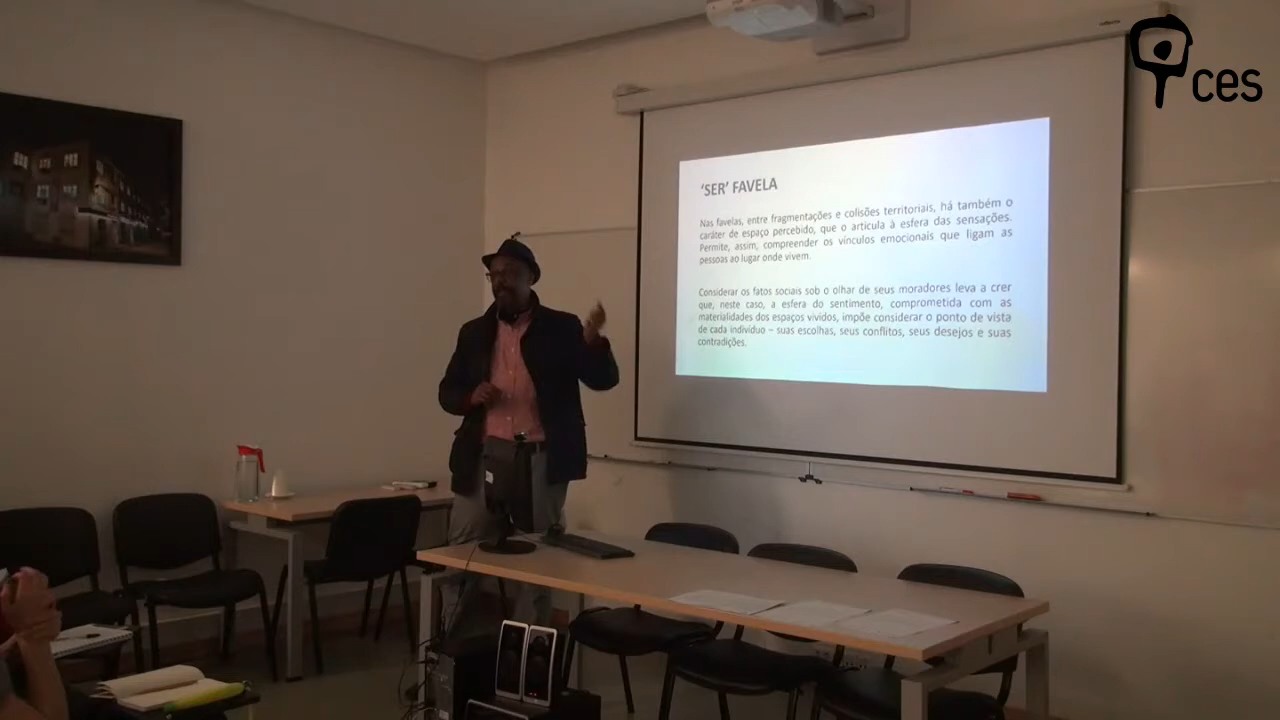 ces
'SER' FAVELA
Nas favelas, entre fragmentações e colisões territoriais, há também o
caráter de espaço percebido, que o articula à esfera das sensações.
Permite, assim, compreender os vínculos emocionais que ligam as
pessoas ao lugar onde vivem.
Considerar os fatos sociais sob o olhar de seus moradores leva a crer
que, neste caso, a esfera do sentimento, comprometida com as
materialidades dos espaços vividos, impõe considerar o ponto de vista
de cada indivíduo – suas escolhas, seus conflitos, seus desejos e suas
contradições.